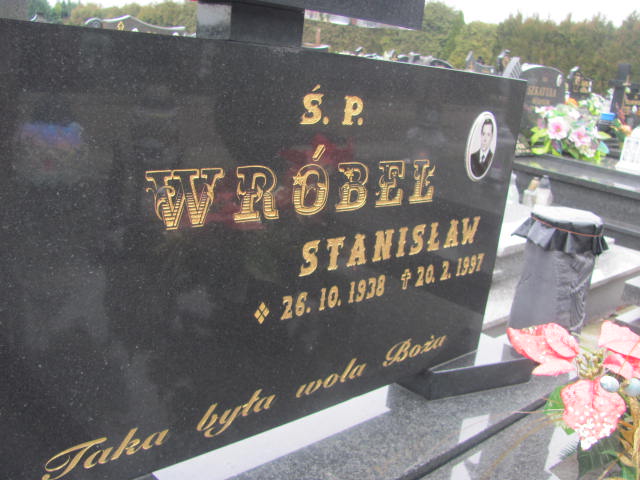 Ś. P.
WRÓBEL
STANISŁAW
26. 10. 1938 20. 2. 1997
Taka była wola Boża